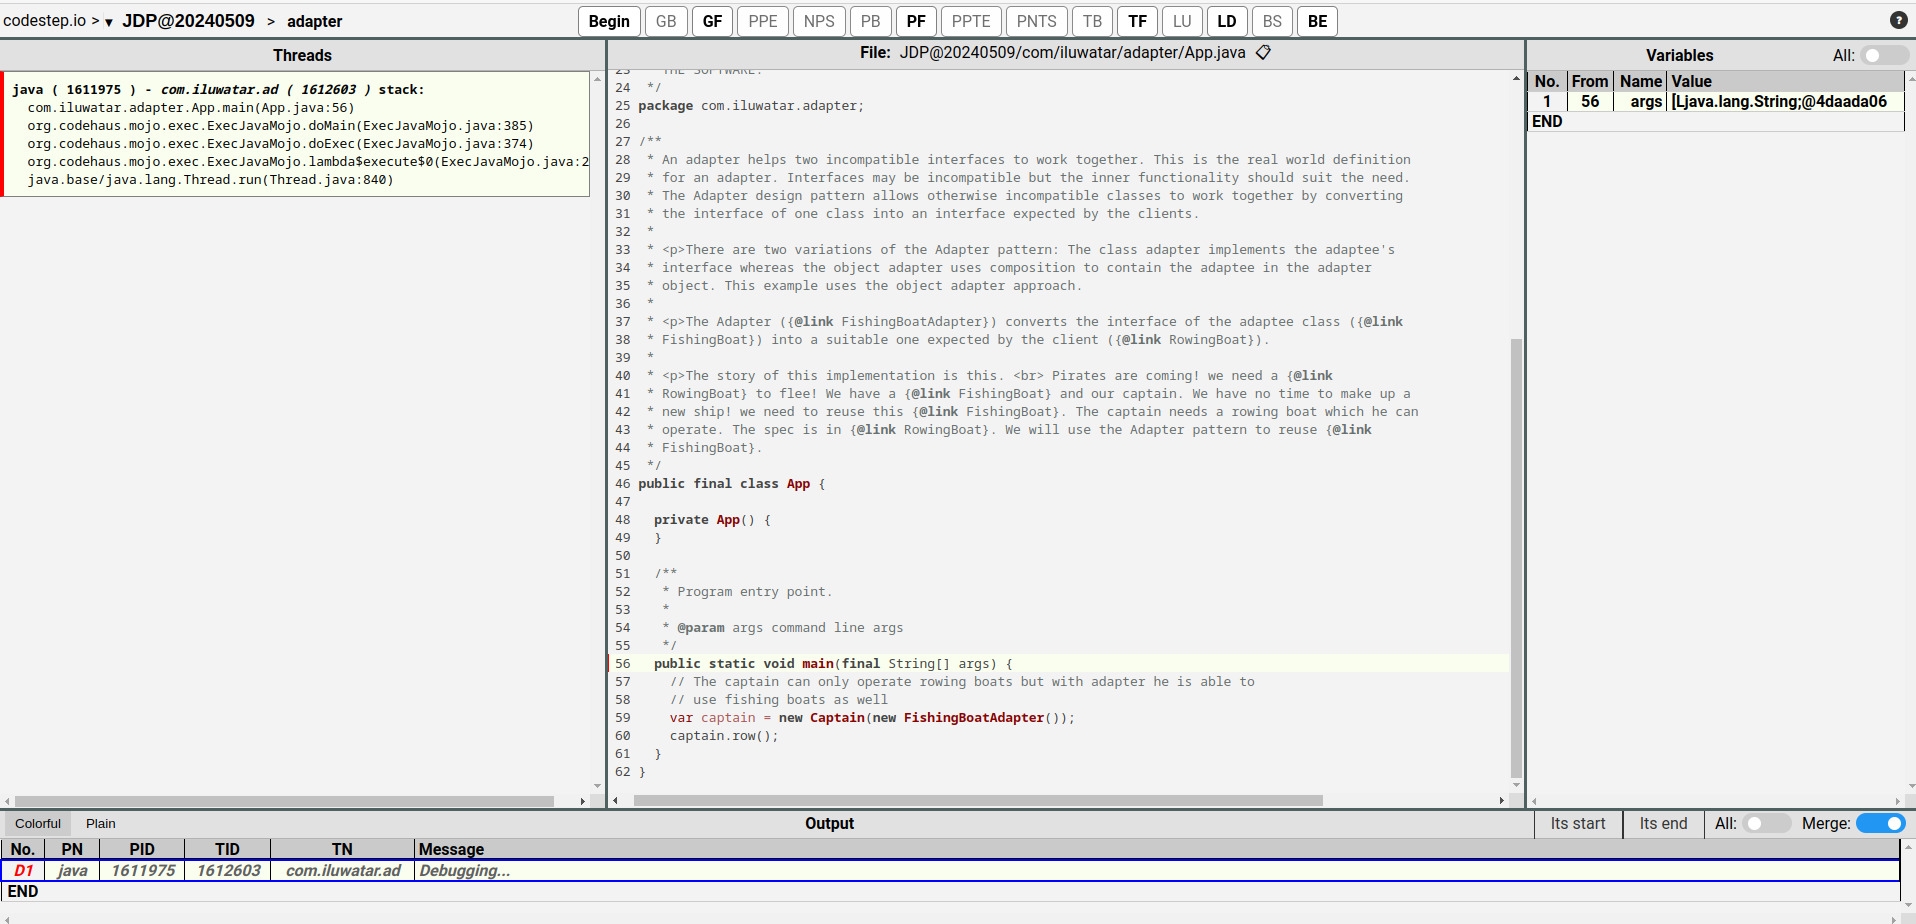 codestep.io > ▾ JDP@20240509 > adapter
Begin GB GF PPE NPS PB PF PPTE PNTS TB TF LU LD BS BE ?
Threads
java ( 1611975 ) - com.iluwatar.ad ( 1612603 ) stack:
com.iluwatar.adapter.App.main(App.java:56)
org.codehaus.mojo.exec.ExecJavaMojo.doMain(ExecJavaMojo.java:385)
org.codehaus.mojo.exec.ExecJavaMojo.doExec(ExecJavaMojo.java:374)
org.codehaus.mojo.exec.ExecJavaMojo.lambda$execute$0(ExecJavaMojo.java:2
java.base/java.lang.Thread.run(Thread.java:840)
File: JDP@20240509/com/iluwatar/adapter/App.java
23 * THE SOFTWARE.
24 */
25 package com.iluwatar.adapter;
26
27 /**
28 * An adapter helps two incompatible interfaces to work together. This is the real world definition
29 * for an adapter. Interfaces may be incompatible but the inner functionality should suit the need.
30 * The Adapter design pattern allows otherwise incompatible classes to work together by converting
31 * the interface of one class into an interface expected by the clients.
32 *
33 * <p>There are two variations of the Adapter pattern: The class adapter implements the adaptee's
34 * interface whereas the object adapter uses composition to contain the adaptee in the adapter
35 * object. This example uses the object adapter approach.
36 *
37 * <p>The Adapter ({@link FishingBoatAdapter}) converts the interface of the adaptee class ({@link
38 * FishingBoat}) into a suitable one expected by the client ({@link RowingBoat}).
39 *
40 * <p>The story of this implementation is this. <br> Pirates are coming! we need a {@link
41 * RowingBoat} to flee! We have a {@link FishingBoat} and our captain. We have no time to make up a
42 * new ship! we need to reuse this {@link FishingBoat}. The captain needs a rowing boat which he can
43 * operate. The spec is in {@link RowingBoat}. We will use the Adapter pattern to reuse {@link
44 * FishingBoat}.
45 */
46 public final class App {
47
48 private App() {
49 }
50
51 /**
52 * Program entry point.
53 *
54 * @param args command line args
55 */
56 public static void main(final String[] args) {
57 // The captain can only operate rowing boats but with adapter he is able to
58 // use fishing boats as well
59 var captain = new Captain(new FishingBoatAdapter());
60 captain.row();
61 }
62 }
Variables All:
No. From Name Value
1 56 args [Ljava.lang.String;@4daada06
END
Colorful Plain Output Its start Its end All: Merge:
No. PN PID TID TN Message
D1 java 1611975 1612603 com.iluwatar.ad Debugging...
END